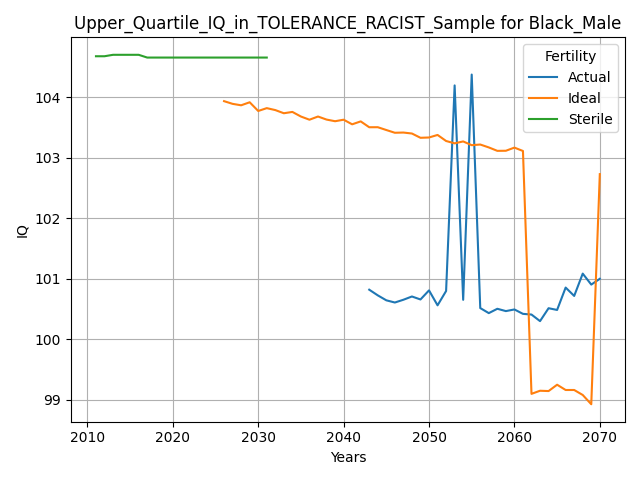 Upper_Quartile_IQ_in_TOLERANCE_RACIST_Sample for Black_Male
Fertility
Actual
Ideal
Sterile
IQ
104
103
102
101
100
99
2010 2020 2030 2040 2050 2060 2070
Years